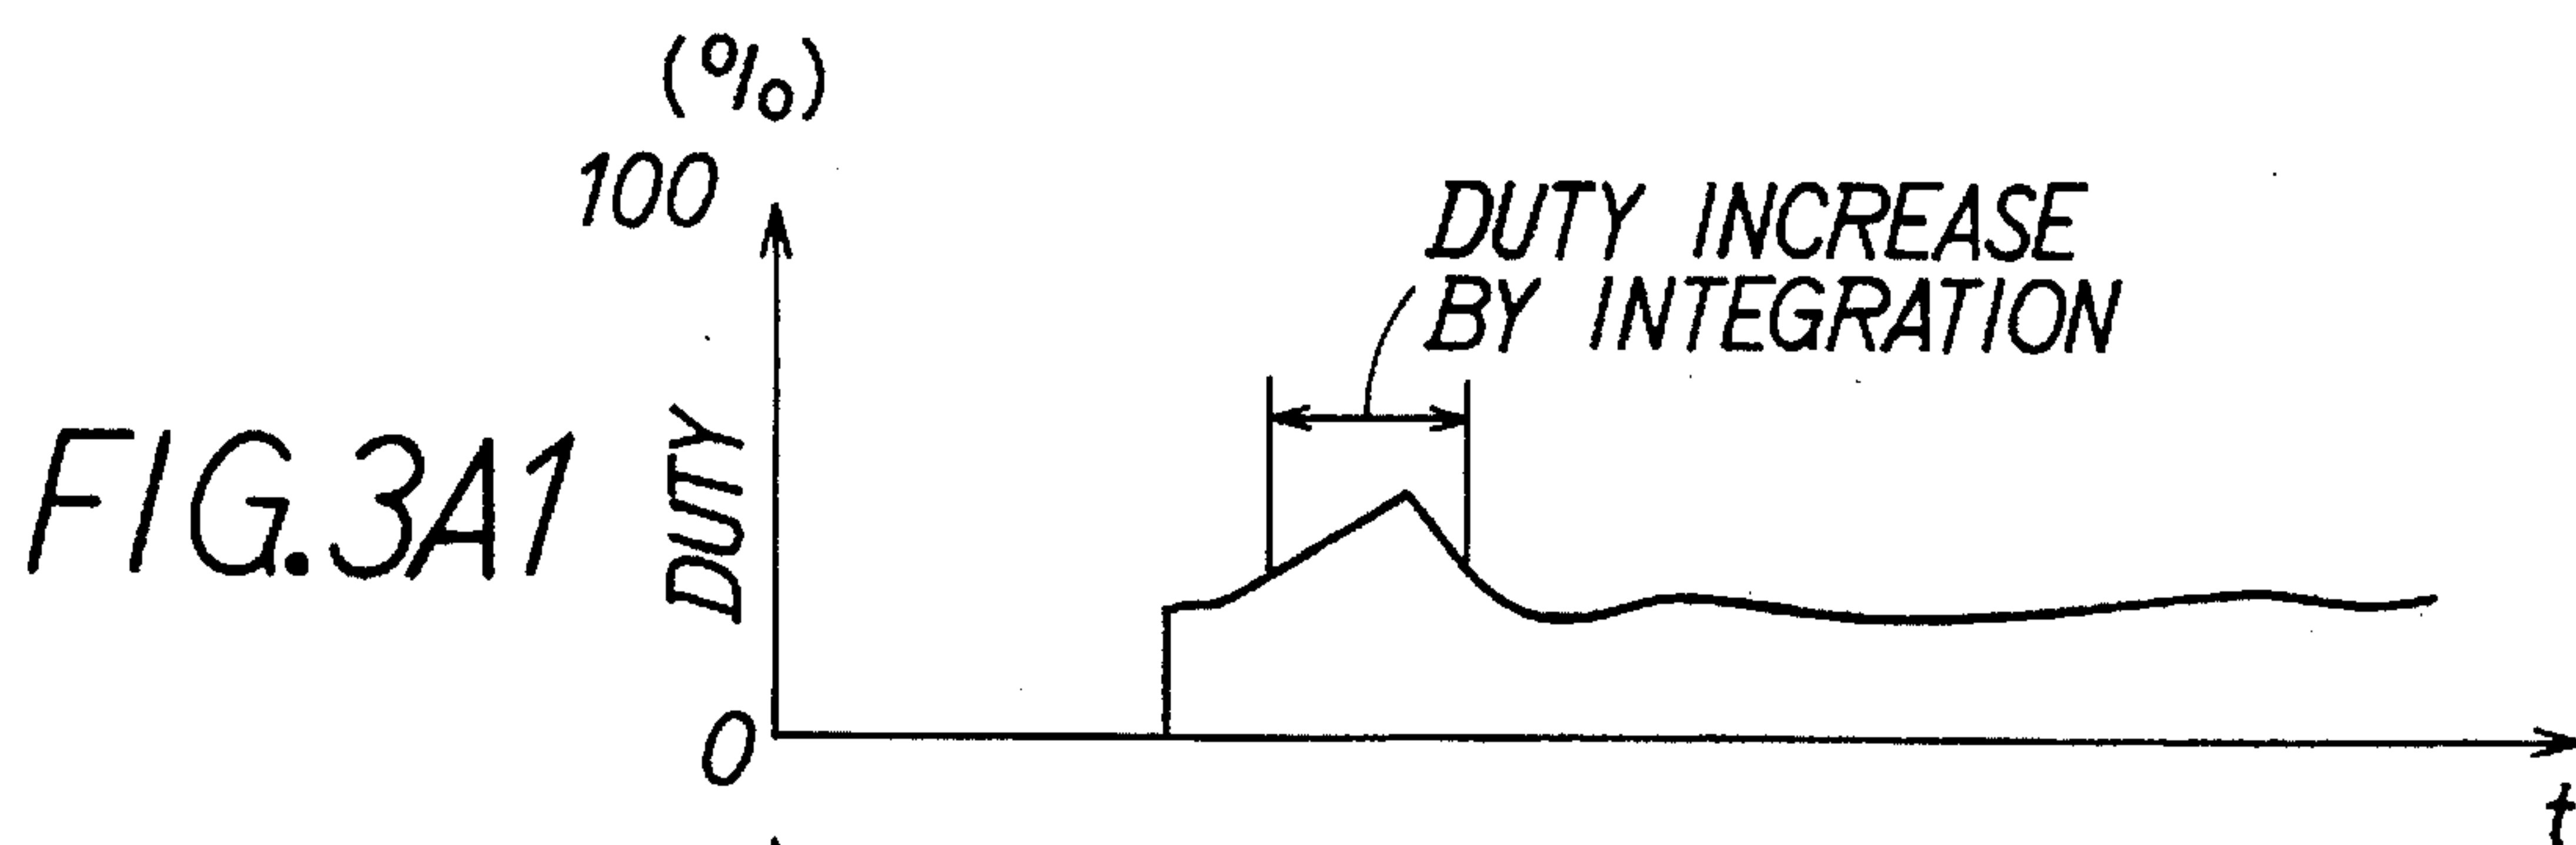 (%)
100
DUTY INCREASE
BY INTEGRATION
FIG.3A1
DUTY
0
t